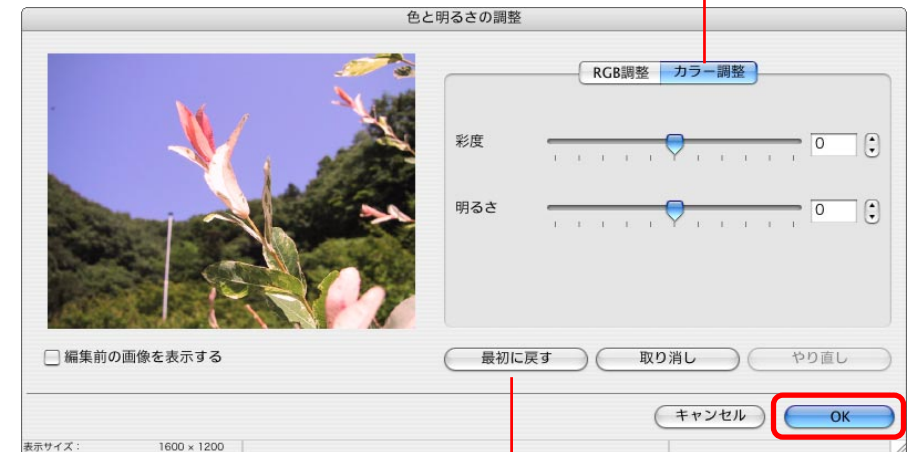 色と明るさの調整
RGB調整 カラー調整
彩度 0
明るさ 0
編集前の画像を表示する
最初に戻す 取り消し やり直し
キャンセル OK
表示サイズ： 1600 × 1200